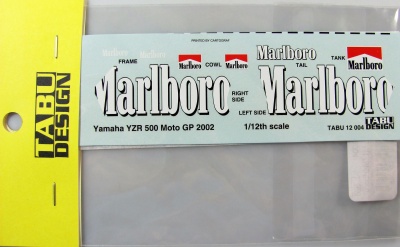 PRINTED BY CARTOGRAF
Marlboro
Marlboro
Marlboro
FRAME
COWL
TAIL
TANK
Marlboro
Marlboro
Marlboro
Marlboro
RIGHT
SIDE
LEFT SIDE
Yamaha YZR 500 Moto GP 2002
1/12th scale
TABU 12 004
TABU
DESIGN
TABU
DESIGN